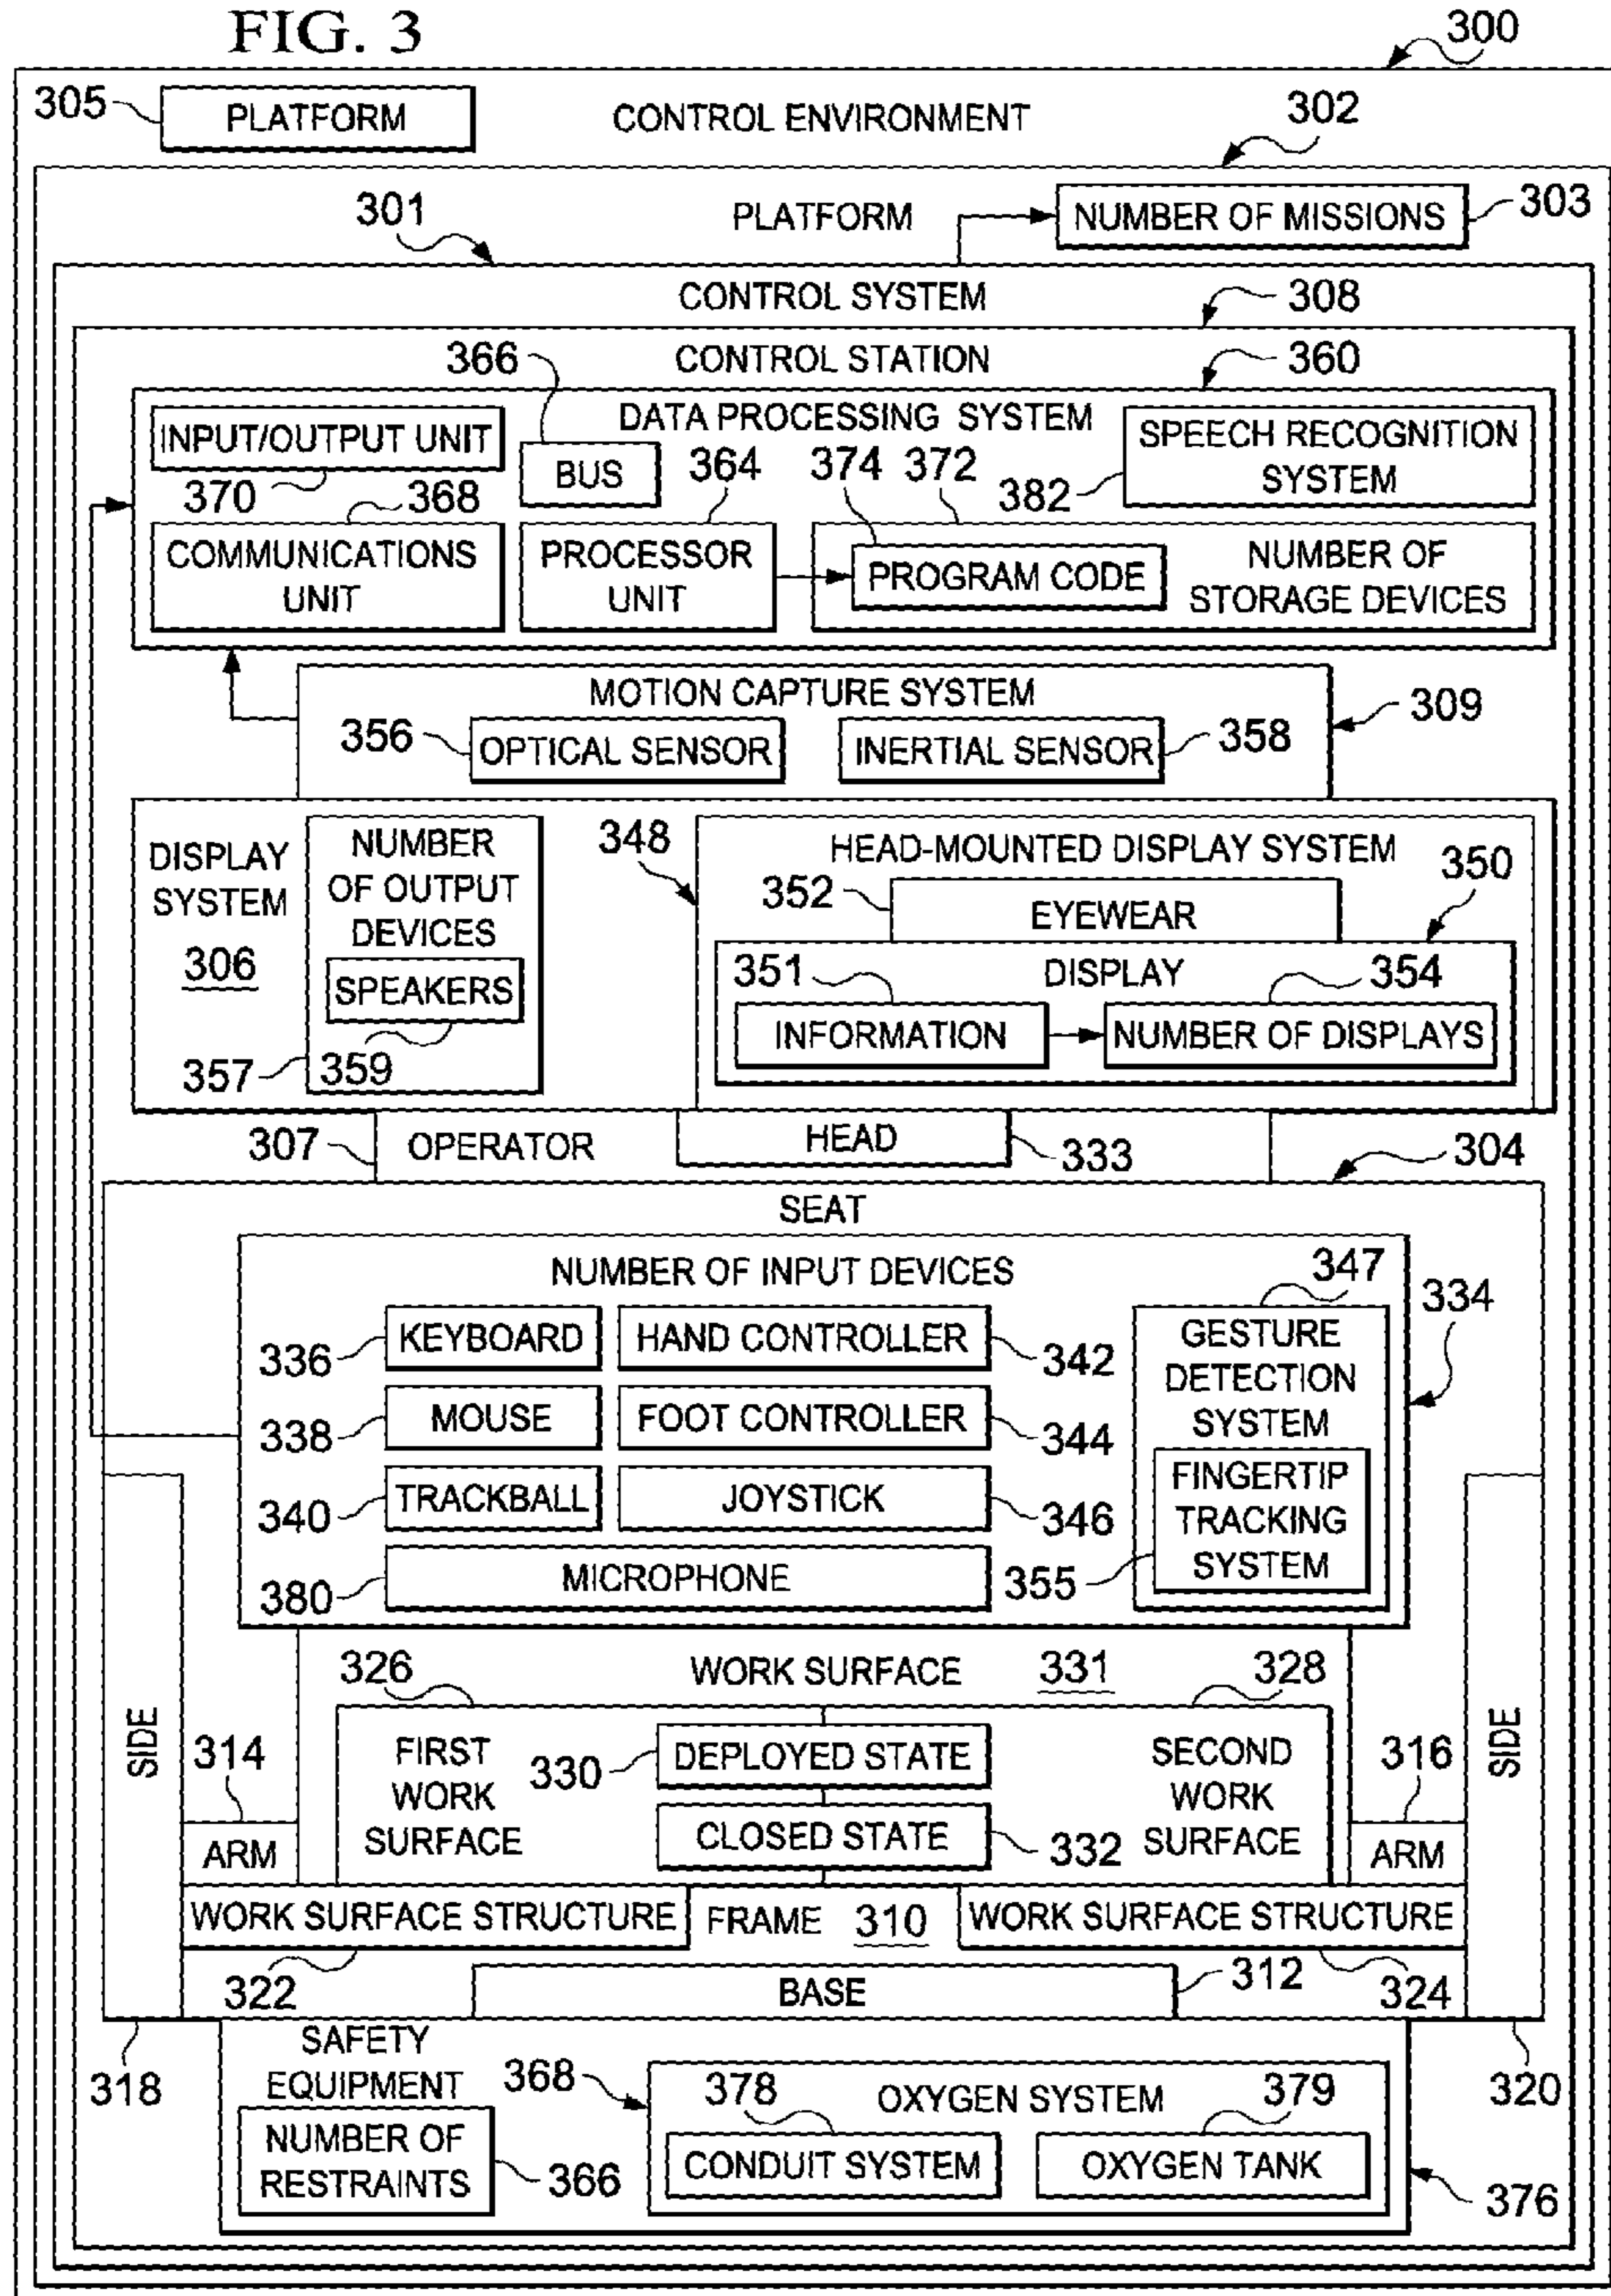 FIG. 3
300
305
PLATFORM
CONTROL ENVIRONMENT
302
301
PLATFORM
NUMBER OF MISSIONS
303
CONTROL SYSTEM
308
366
CONTROL STATION
360
INPUT/OUTPUT UNIT
DATA PROCESSING SYSTEM
SPEECH RECOGNITION
SYSTEM
BUS
364
374
372
382
370
368
COMMUNICATIONS
UNIT
PROCESSOR
UNIT
PROGRAM CODE
NUMBER OF
STORAGE DEVICES
MOTION CAPTURE SYSTEM
309
356
OPTICAL SENSOR
INERTIAL SENSOR
358
DISPLAY
SYSTEM
306
NUMBER
OF OUTPUT
DEVICES
SPEAKERS
357
359
348
HEAD-MOUNTED DISPLAY SYSTEM
350
352
EYEWEAR
351
DISPLAY
354
INFORMATION
NUMBER OF DISPLAYS
307
OPERATOR
HEAD
333
304
SEAT
NUMBER OF INPUT DEVICES
347
334
336
KEYBOARD
HAND CONTROLLER
342
GESTURE
DETECTION
SYSTEM
338
MOUSE
FOOT CONTROLLER
344
340
TRACKBALL
JOYSTICK
346
FINGERTIP
TRACKING
SYSTEM
380
MICROPHONE
355
326
WORK SURFACE
331
328
SIDE
314
FIRST
WORK
SURFACE
330
DEPLOYED STATE
CLOSED STATE
332
SECOND
WORK
SURFACE
316
SIDE
ARM
ARM
WORK SURFACE STRUCTURE
FRAME
310
WORK SURFACE STRUCTURE
322
BASE
312
324
318
SAFETY
EQUIPMENT
368
378
OXYGEN SYSTEM
379
320
NUMBER OF
RESTRAINTS
366
CONDUIT SYSTEM
OXYGEN TANK
376